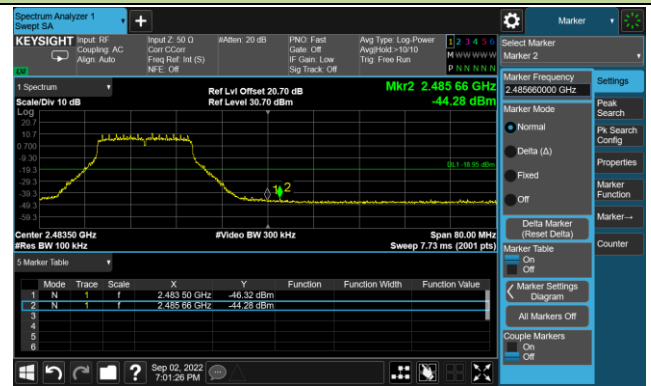 Spectrum Analyzer 1
Swept SA
Marker
KEYSIGHT Input: RF Input Z: 50 Ω #Atten: 20 dB PNO: Fast Avg Type: Log-Power 1 2 3 4 5 6
Coupling: AC Corr CCorr Gate: Off Avg|Hold:>10/10 M W W W W W
Align: Auto Freq Ref: Int (S) IF Gain: Low Trig: Free Run
NFE: Off Sig Track: Off P N N N N N
Select Marker
Marker 2
1 Spectrum
Ref Lvl Offset 20.70 dB Mkr2 2.485 66 GHz
Scale/Div 10 dB Ref Level 30.70 dBm -44.28 dBm
Log
20.7
10.7
0.700
-9.30
-19.3
-29.3
-39.3
-49.3
-59.3
DL1 -18.95 dBm
1 2
Center 2.48350 GHz #Video BW 300 kHz Span 80.00 MHz
#Res BW 100 kHz Sweep 7.73 ms (2001 pts)
5 Marker Table
Mode Trace Scale X Y Function Function Width Function Value
1 N 1 f 2.483 50 GHz -46.32 dBm
2 N 1 f 2.485 66 GHz -44.28 dBm
3
4
5
6
Marker Frequency
2.485660000 GHz
Marker Mode
Normal
Delta (Δ)
Fixed
Off
Delta Marker
(Reset Delta)
Marker Table
On
Off
Marker Settings
Diagram
All Markers Off
Couple Markers
On
Off
Settings
Peak
Search
Pk Search
Config
Properties
Marker
Function
Marker→
Counter
?
Sep 02, 2022
7:01:26 PM